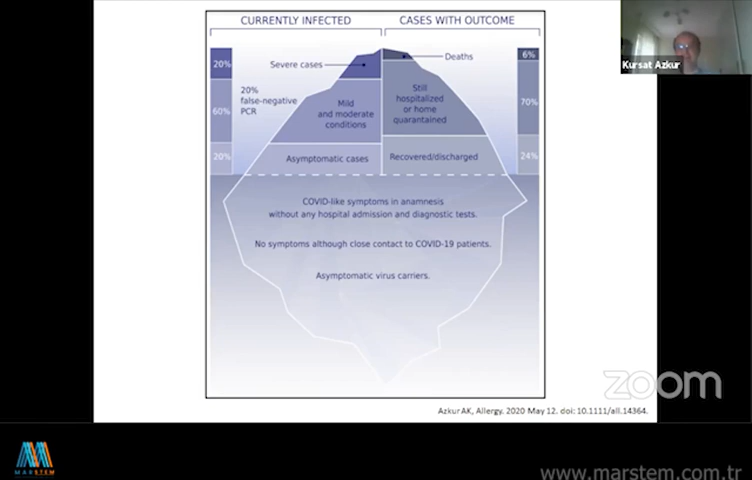 CURRENTLY INFECTED
CASES WITH OUTCOME
20%
Severe cases
Deaths
6%
20%
false-negative
PCR
60%
Mild
and moderate
conditions
Still
hospitalized
or home
quarantained
70%
20%
Asymptomatic cases
Recovered/discharged
24%
COVID-like symptoms in anamnesis
without any hospital admission and diagnostic tests.
No symptoms although close contact to COVID-19 patients.
Asymptomatic virus carriers.
Azkur AK, Allergy. 2020 May 12. doi: 10.1111/all.14364.
Kursat Azkur
zoom
MARSTEM
www.marstem.com.tr